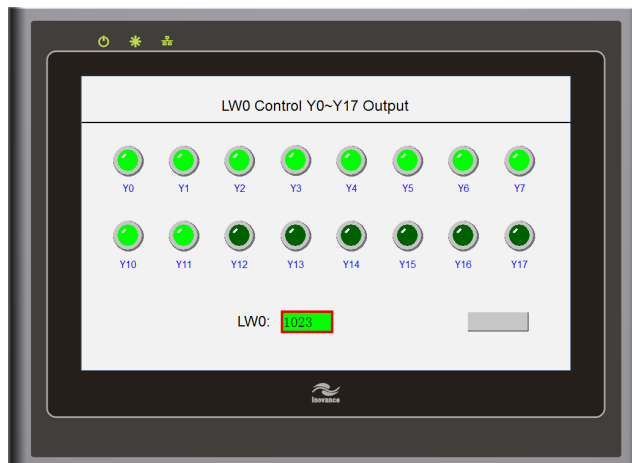 LW0 Control Y0~Y17 Output
Y0 Y1 Y2 Y3 Y4 Y5 Y6 Y7
Y10 Y11 Y12 Y13 Y14 Y15 Y16 Y17
LW0: 1023
Inovance